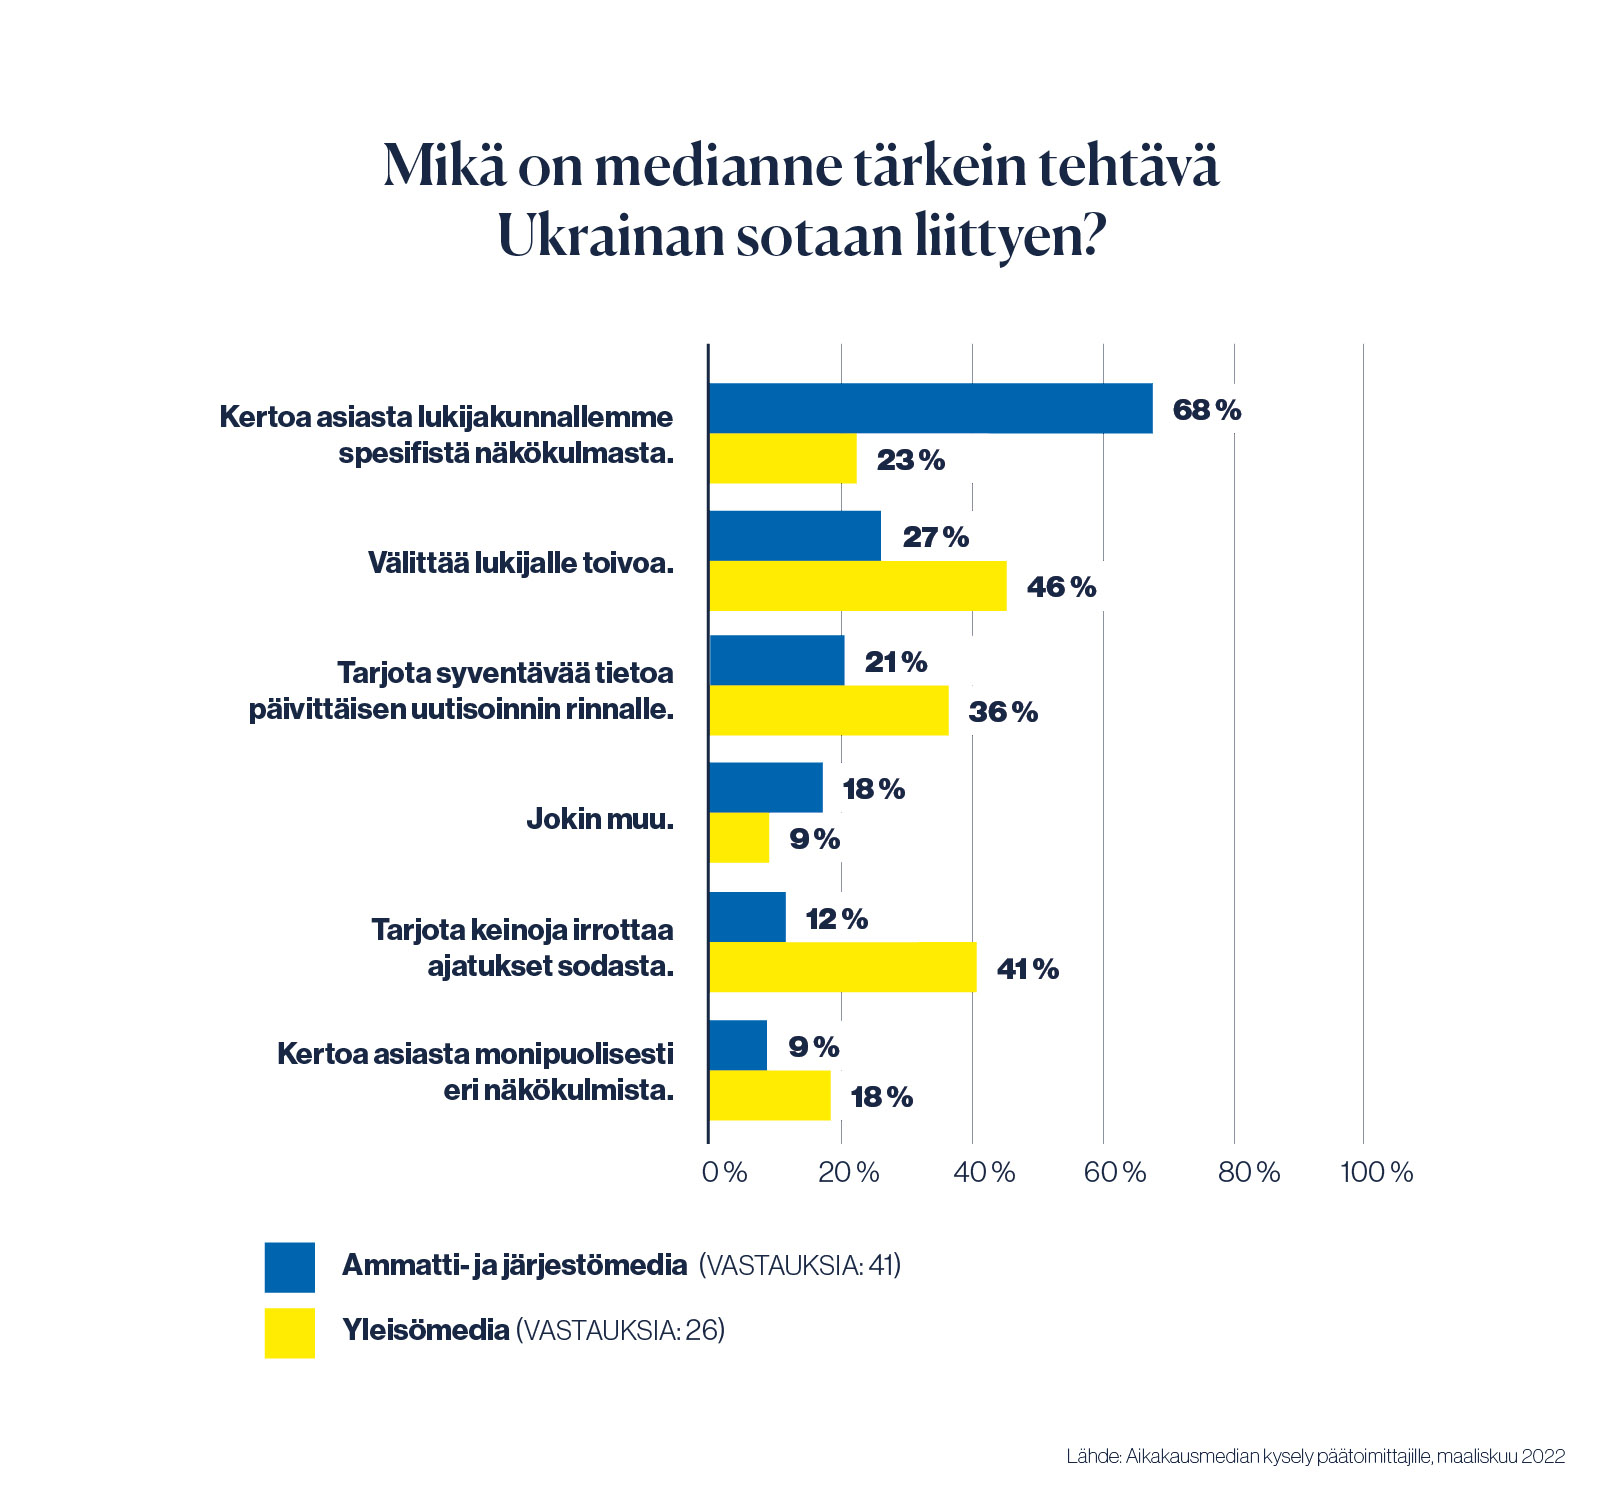 Mikä on medianne tärkein tehtävä
Ukrainan sotaan liittyen?
Kertoa asiasta lukijakunnallemme
spesifistä näkökulmasta.
68 %
23 %
Välittää lukijalle toivoa.
27 %
46 %
Tarjota syventävää tietoa
päivittäisen uutisoinnin rinnalle.
21 %
36 %
Jokin muu.
18 %
9 %
Tarjota keinoja irrottaa
ajatukset sodasta.
12 %
41 %
Kertoa asiasta monipuolisesti
eri näkökulmista.
9 %
18 %
0 % 20 % 40 % 60 % 80 % 100 %
Ammatti- ja järjestömedia (VASTAUKSIA: 41)
Yleisömedia (VASTAUKSIA: 26)
Lähde: Aikakausmedian kysely päätoimittajille, maaliskuu 2022